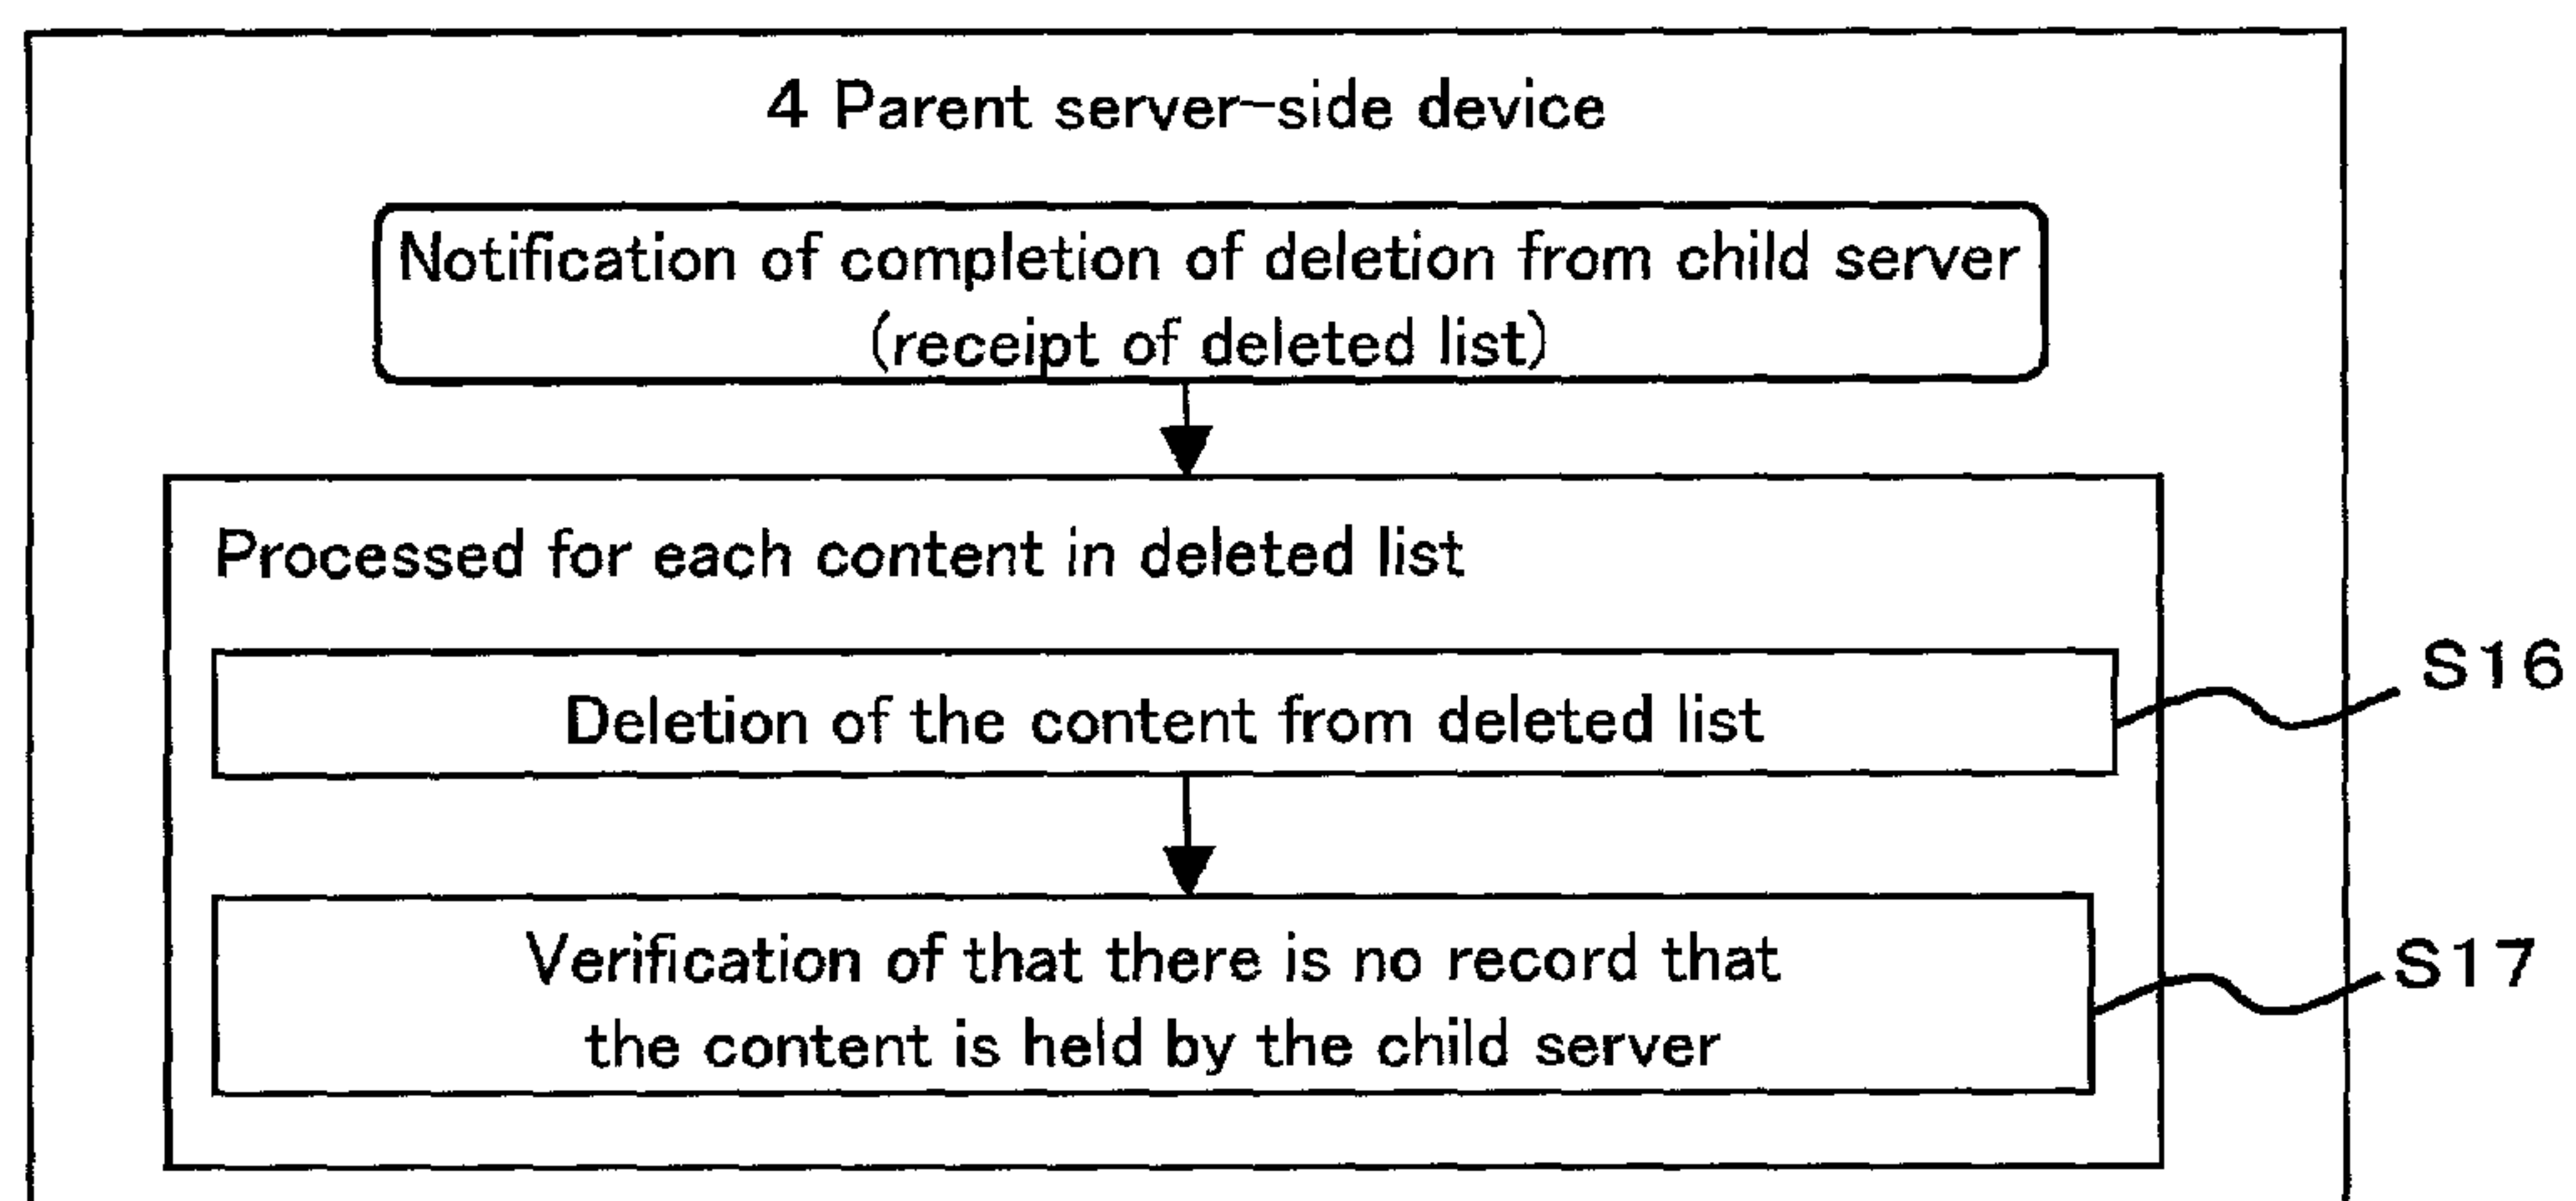 4 Parent server-side device
Notification of completion of deletion from child server
(receipt of deleted list)
Processed for each content in deleted list
Deletion of the content from deleted list
S16
Verification of that there is no record that
the content is held by the child server
S17